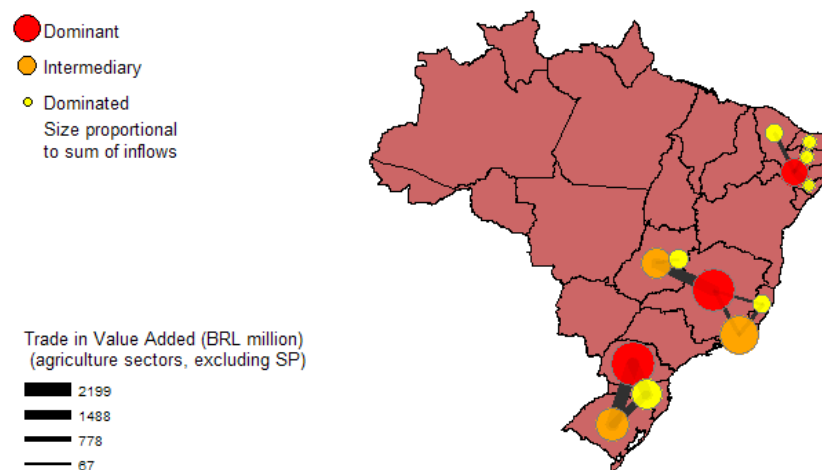 Dominant
Intermediary
Dominated
Size proportional
to sum of inflows
Trade in Value Added (BRL million)
(agriculture sectors, excluding SP)
2199
1488
778
67